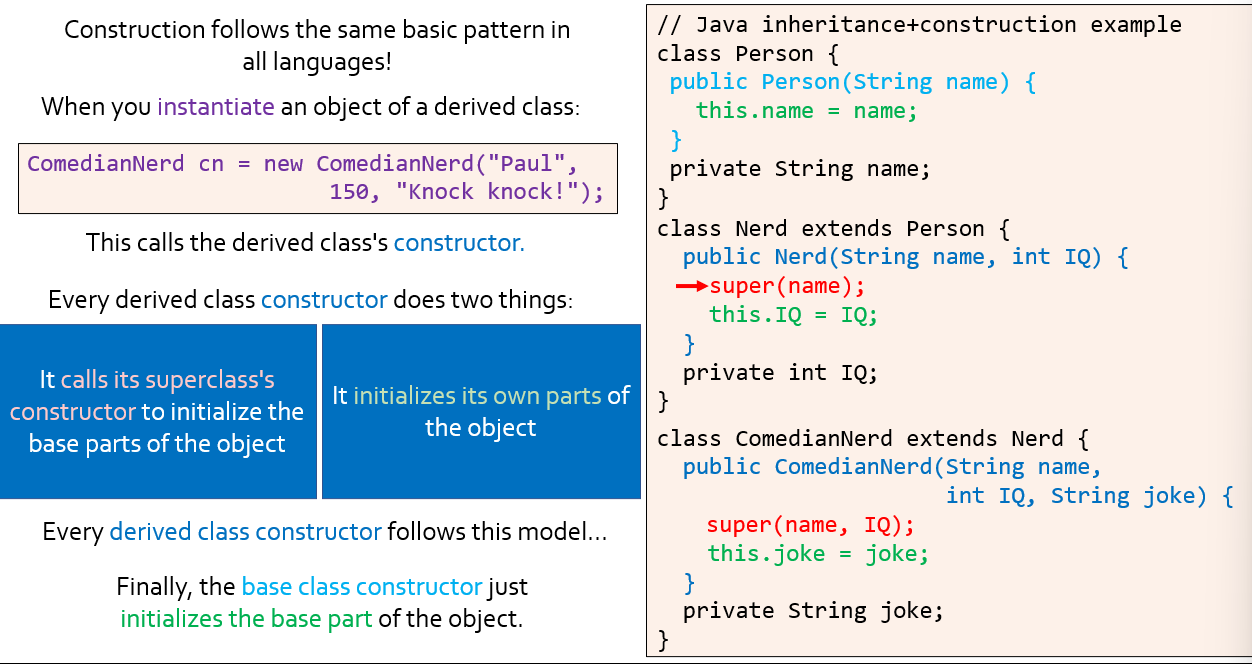 Construction follows the same basic pattern in
all languages!
When you instantiate an object of a derived class:
ComedianNerd cn = new ComedianNerd("Paul",
150, "Knock knock!");
This calls the derived class's constructor.
Every derived class constructor does two things:
It calls its superclass's
constructor to initialize the
base parts of the object
It initializes its own parts of
the object
Every derived class constructor follows this model...
Finally, the base class constructor just
initializes the base part of the object.
// Java inheritance+construction example
class Person {
public Person(String name) {
this.name = name;
}
private String name;
}
class Nerd extends Person {
public Nerd(String name, int IQ) {
super(name);
this.IQ = IQ;
}
private int IQ;
}
class ComedianNerd extends Nerd {
public ComedianNerd(String name,
int IQ, String joke) {
super(name, IQ);
this.joke = joke;
}
private String joke;
}